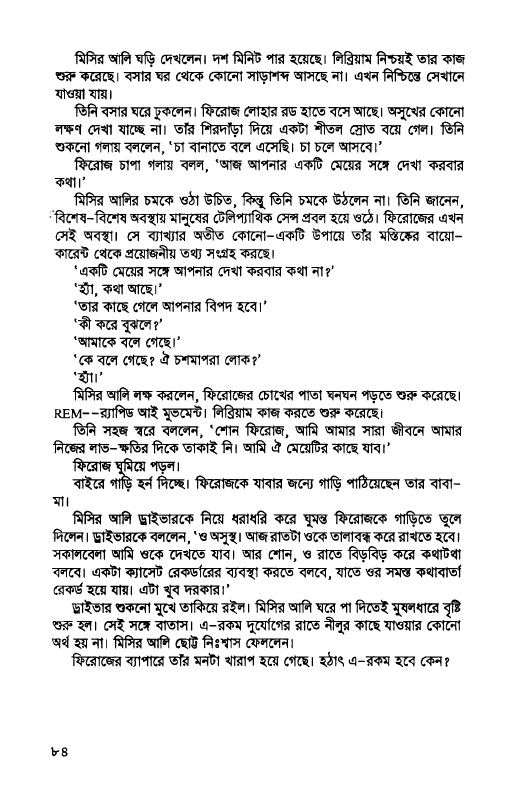 মিসির আলি ঘড়ি দেখলেন। দশ মিনিট পার হয়েছে। লিব্রিয়াম নিশ্চয়ই তার কাজ
শুরু করেছে। বসার ঘর থেকে কোনো সাড়াশব্দ আসছে না। এখন নিশ্চিন্তে সেখানে
যাওয়া যায়।
তিনি বসার ঘরে ঢুকলেন। ফিরোজ লোহার রড হাতে বসে আছে। অসুখের কোনো
লক্ষণ দেখা যাচ্ছে না। তাঁর শিরদাঁড়া দিয়ে একটা শীতল স্রোত বয়ে গেল। তিনি
শুকনো গলায় বললেন, ‘চা বানাতে বলে এসেছি। চা চলে আসবে।’
ফিরোজ চাপা গলায় বলল, ‘আজ আপনার একটি মেয়ের সঙ্গে দেখা করবার
কথা।’
মিসির আলির চমকে ওঠা উচিত, কিন্তু তিনি চমকে উঠলেন না। তিনি জানেন,
বিশেষ-বিশেষ অবস্থায় মানুষের টেলিপ্যাথিক সেন্স প্রবল হয়ে ওঠে। ফিরোজের এখন
সেই অবস্থা। সে ব্যাখ্যার অতীত কোনো-একটি উপায়ে তাঁর মস্তিষ্কের বায়ো-
কারেন্ট থেকে প্রয়োজনীয় তথ্য সংগ্রহ করছে।
‘একটি মেয়ের সঙ্গে আপনার দেখা করবার কথা না?’
‘হ্যাঁ, কথা আছে।’
‘তার কাছে গেলে আপনার বিপদ হবে।’
‘কী করে বুঝলে?’
‘আমাকে বলে গেছে।’
‘কে বলে গেছে? ঐ চশমাপরা লোক?’
‘হ্যাঁ।’
মিসির আলি লক্ষ করলেন, ফিরোজের চোখের পাতা ঘনঘন পড়তে শুরু করেছে।
REM--র‍্যাপিড আই মুভমেন্ট। লিব্রিয়াম কাজ করতে শুরু করেছে।
তিনি সহজ স্বরে বললেন, ‘শোন ফিরোজ, আমি আমার সারা জীবনে আমার
নিজের লাভ-ক্ষতির দিকে তাকাই নি। আমি ঐ মেয়েটির কাছে যাব।’
ফিরোজ ঘুমিয়ে পড়ল।
বাইরে গাড়ি হর্ন দিচ্ছে। ফিরোজকে যাবার জন্যে গাড়ি পাঠিয়েছেন তার বাবা-
মা।
মিসির আলি ড্রাইভারকে নিয়ে ধরাধরি করে ঘুমন্ত ফিরোজকে গাড়িতে তুলে
দিলেন। ড্রাইভারকে বললেন, ‘ও অসুস্থ। আজ রাতটা ওকে তালাবন্ধ করে রাখতে হবে।
সকালবেলা আমি ওকে দেখতে যাব। আর শোন, ও রাতে বিড়বিড় করে কথাটথা
বলবে। একটা ক্যাসেট রেকর্ডারের ব্যবস্থা করতে বলবে, যাতে ওর সমস্ত কথাবার্তা
রেকর্ড হয়ে যায়। এটা খুব দরকার।’
ড্রাইভার শুকনো মুখে তাকিয়ে রইল। মিসির আলি ঘরে পা দিতেই মুষলধারে বৃষ্টি
শুরু হল। সেই সঙ্গে বাতাস। এ-রকম দুর্যোগের রাতে নীলুর কাছে যাওয়ার কোনো
অর্থ হয় না। মিসির আলি ছোট্ট নিঃশ্বাস ফেললেন।
ফিরোজের ব্যাপারে তাঁর মনটা খারাপ হয়ে গেছে। হঠাৎ এ-রকম হবে কেন?
৮৪